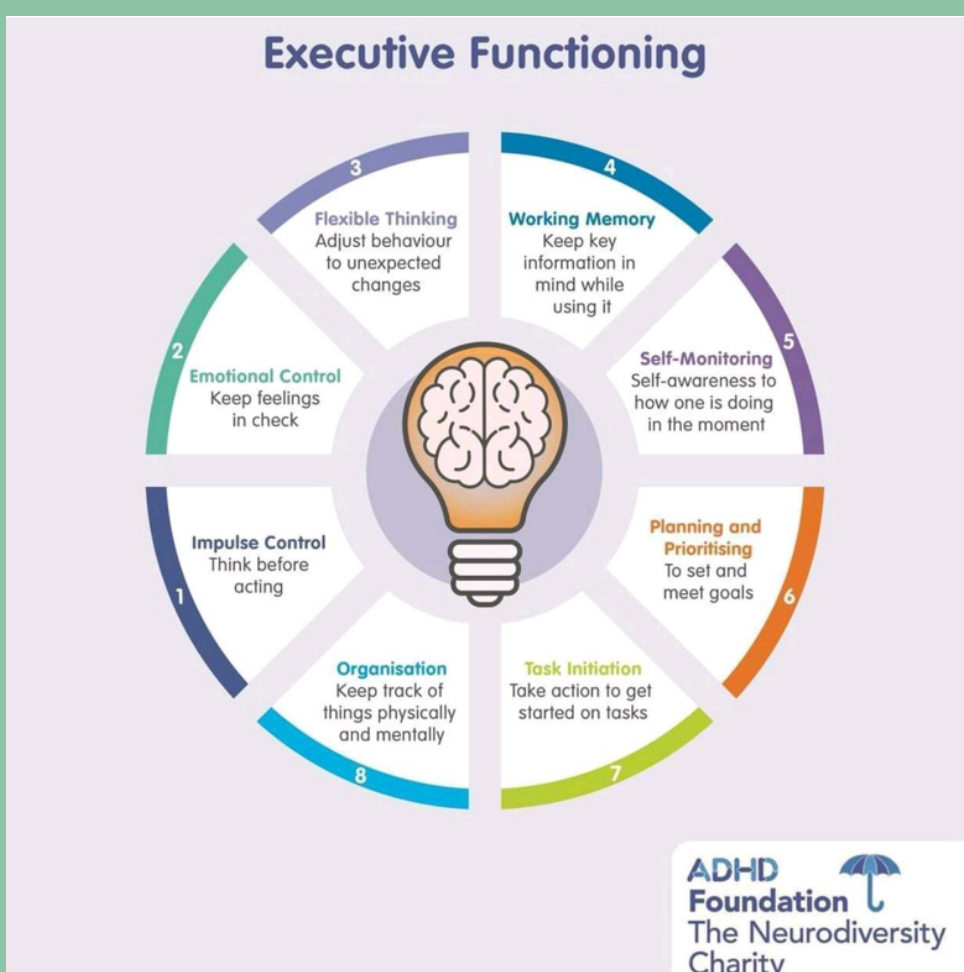 Executive Functioning
1
Impulse Control
Think before
acting
2
Emotional Control
Keep feelings
in check
3
Flexible Thinking
Adjust behaviour
to unexpected
changes
4
Working Memory
Keep key
information in
mind while
using it
5
Self-Monitoring
Self-awareness to
how one is doing
in the moment
6
Planning and
Prioritising
To set and
meet goals
7
Task Initiation
Take action to get
started on tasks
8
Organisation
Keep track of
things physically
and mentally
ADHD
Foundation
The Neurodiversity
Charity